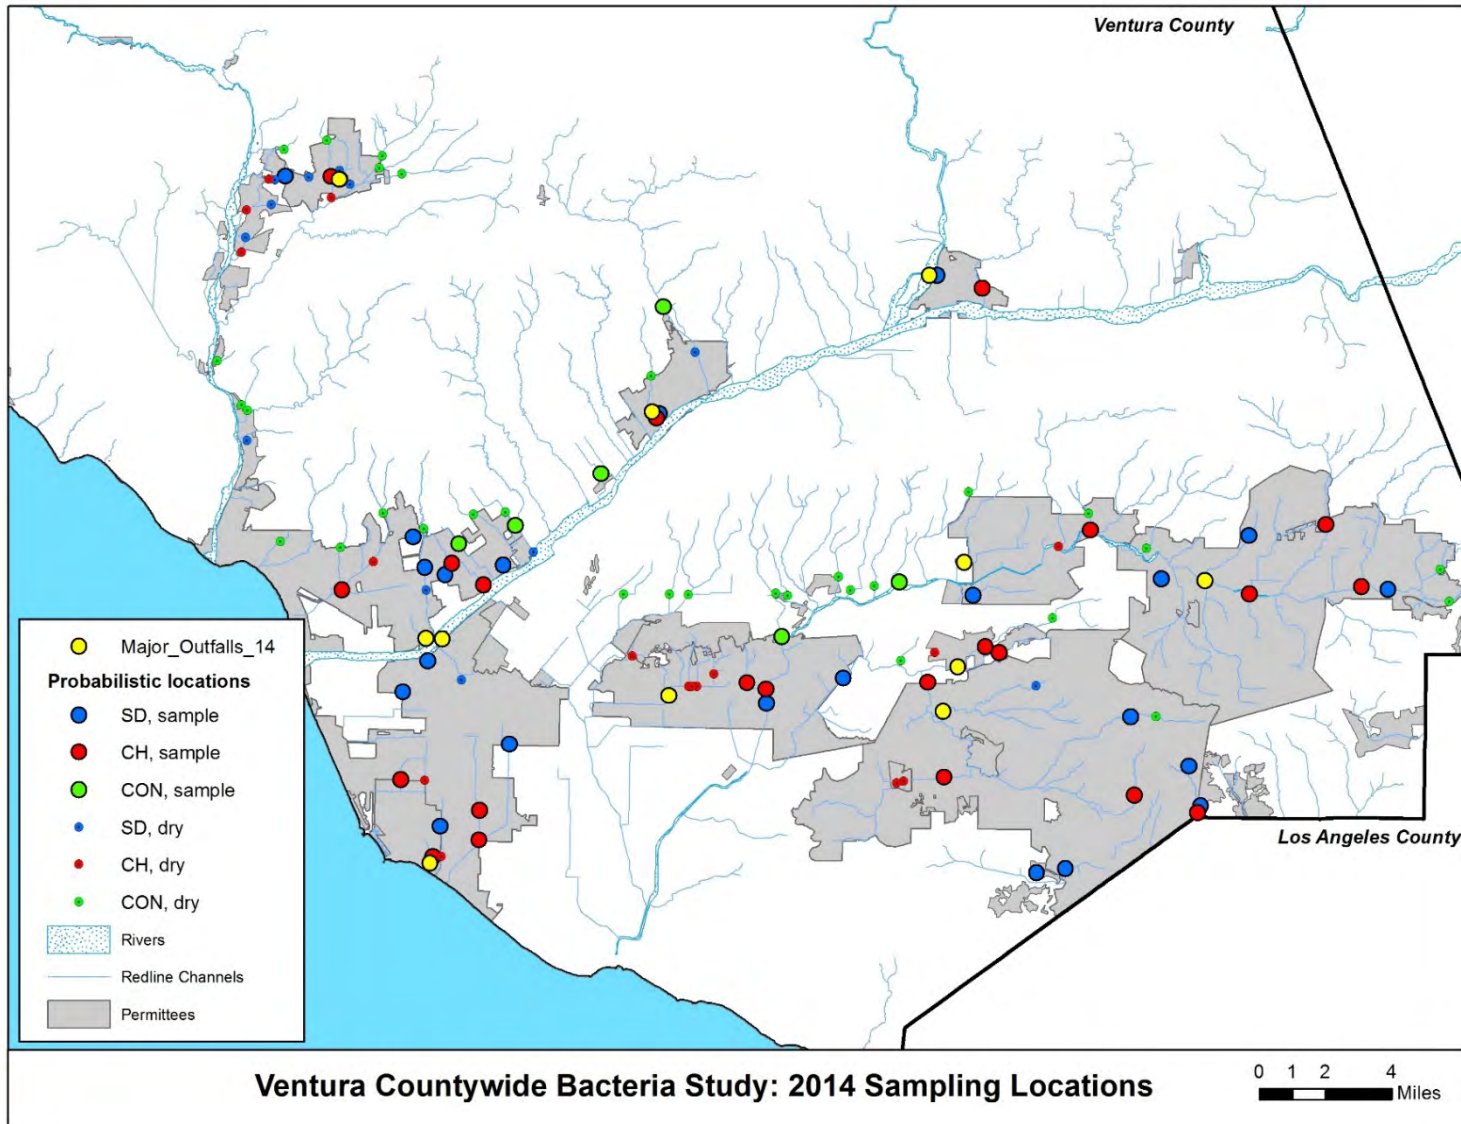 Ventura County
Major_Outfalls_14
Probabilistic locations
SD, sample
CH, sample
CON, sample
SD, dry
CH, dry
CON, dry
Rivers
Redline Channels
Permittees
Los Angeles County
Ventura Countywide Bacteria Study: 2014 Sampling Locations
0 1 2 4
Miles